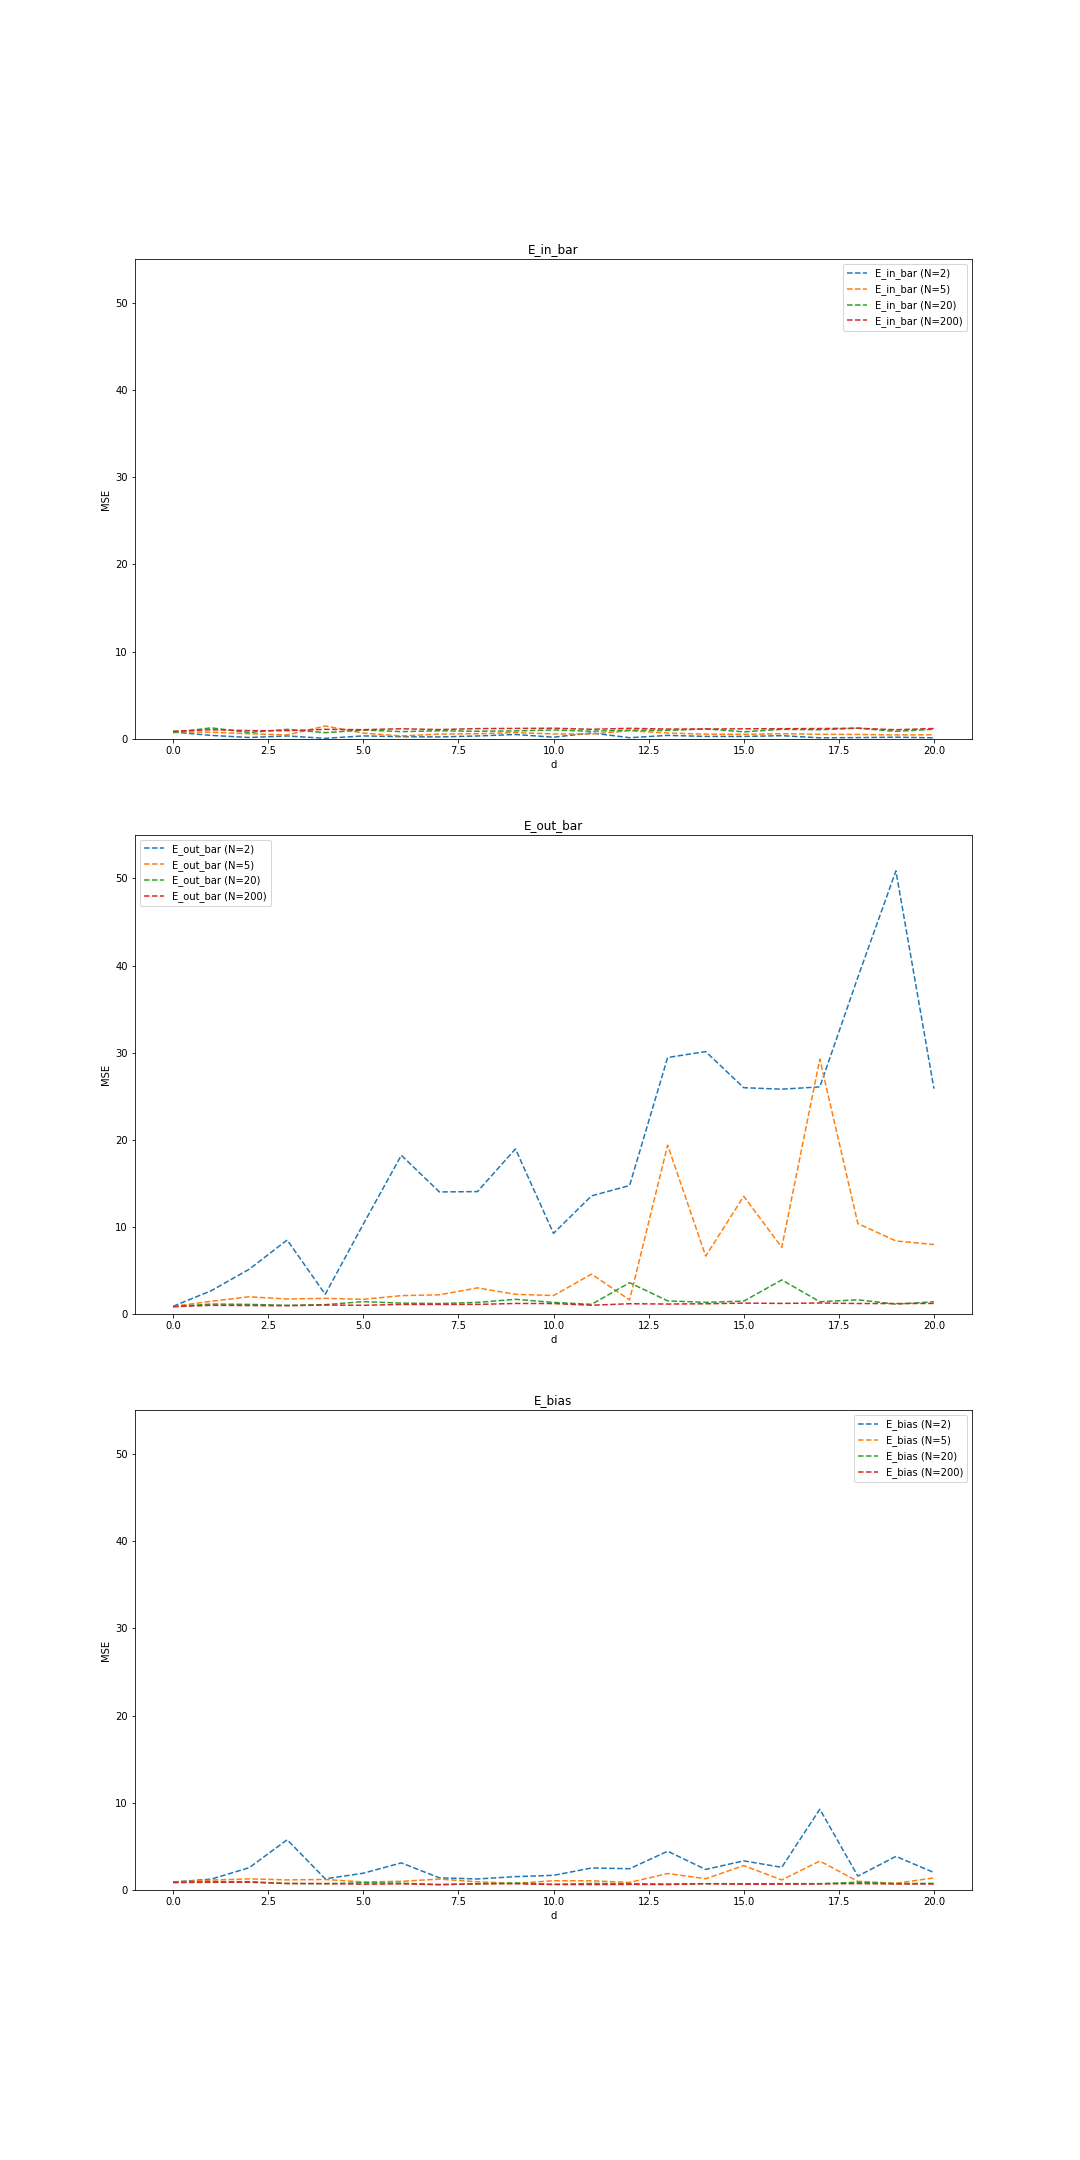 E_in_bar
E_in_bar (N=2)
E_in_bar (N=5)
E_in_bar (N=20)
E_in_bar (N=200)
50
40
30
20
10
0
MSE
0.0 2.5 5.0 7.5 10.0 12.5 15.0 17.5 20.0
d
E_out_bar
E_out_bar (N=2)
E_out_bar (N=5)
E_out_bar (N=20)
E_out_bar (N=200)
50
40
30
20
10
0
MSE
0.0 2.5 5.0 7.5 10.0 12.5 15.0 17.5 20.0
d
E_bias
E_bias (N=2)
E_bias (N=5)
E_bias (N=20)
E_bias (N=200)
50
40
30
20
10
0
MSE
0.0 2.5 5.0 7.5 10.0 12.5 15.0 17.5 20.0
d